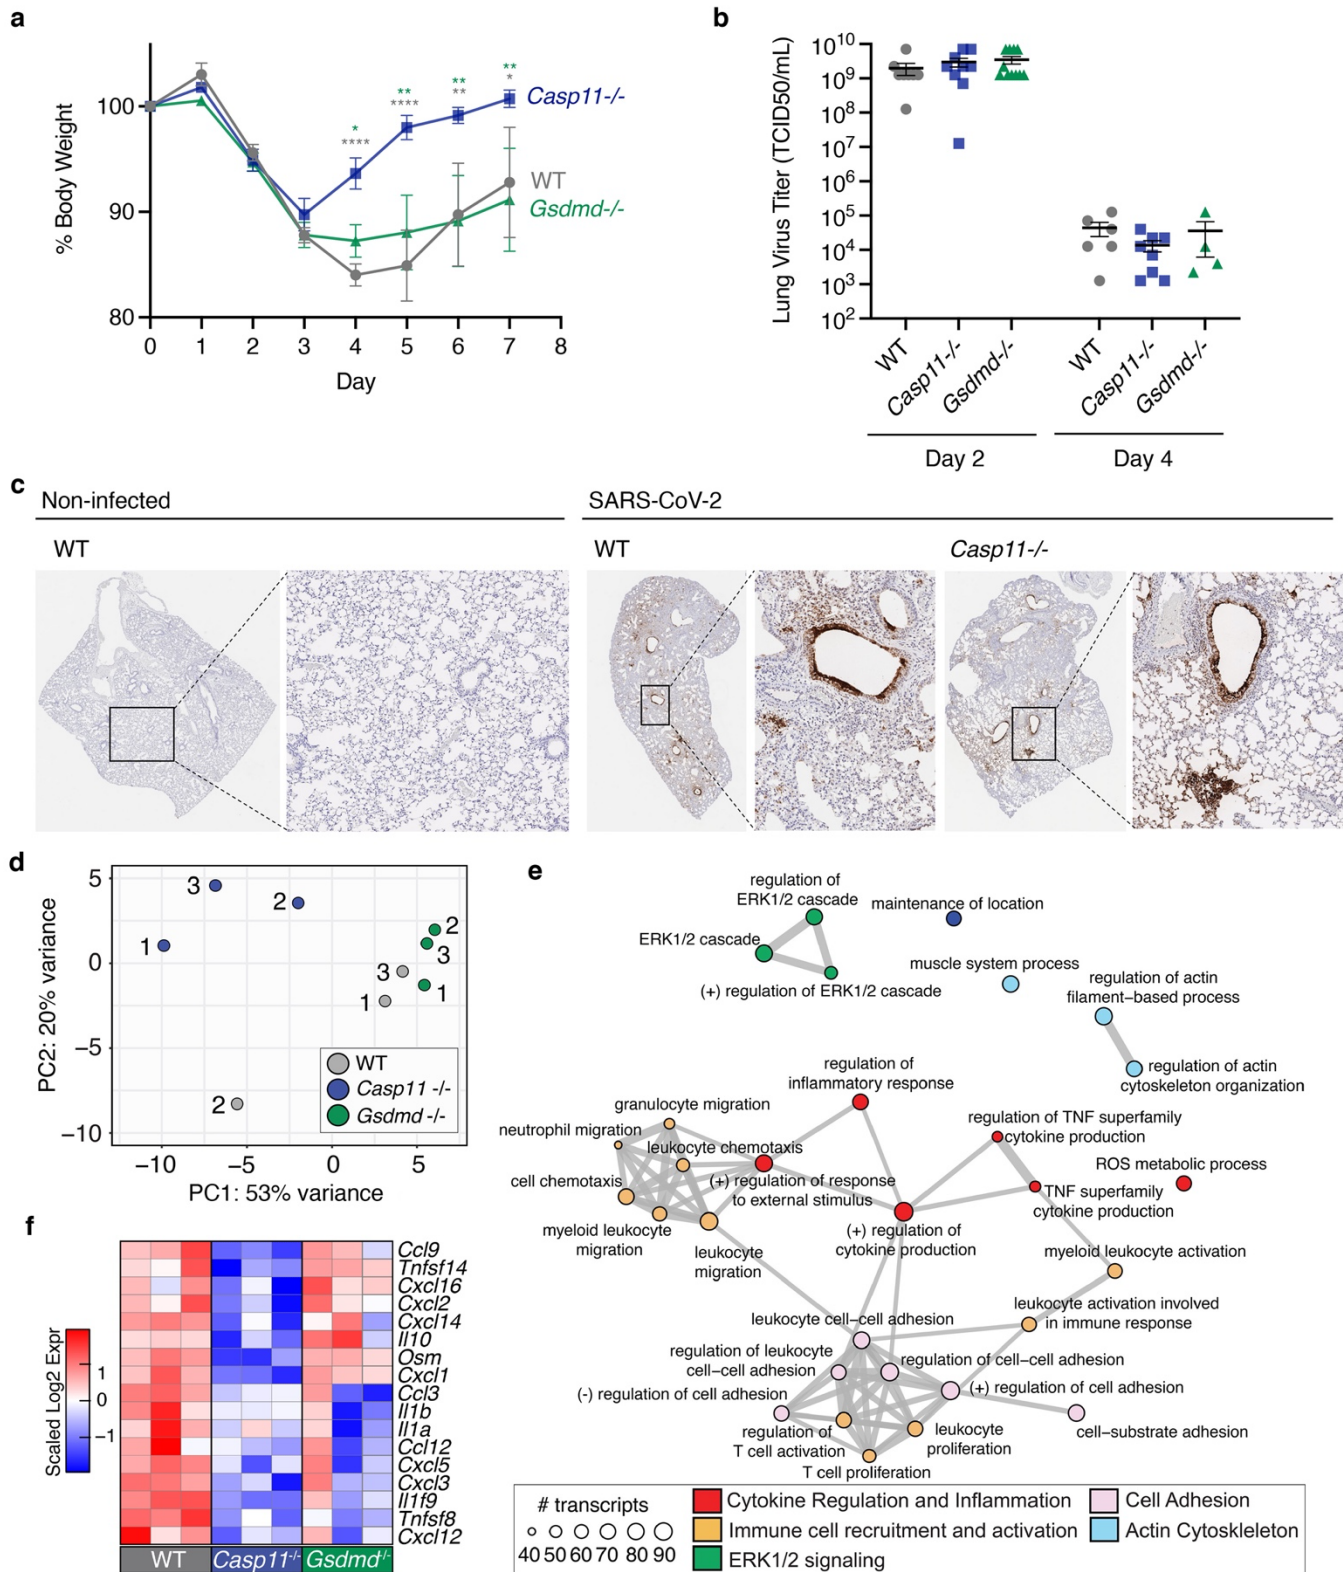 a
% Body Weight
100
90
80
0 1 2 3 4 5 6 7 8
Day
* **** ** **** ** ** ** *
Casp11-/-
WT
Gsdmd-/-
b
Lung Virus Titer (TCID50/mL)
10^10
10^9
10^8
10^7
10^6
10^5
10^4
10^3
10^2
WT Casp11-/- Gsdmd-/- WT Casp11-/- Gsdmd-/-
Day 2 Day 4
c
Non-infected SARS-CoV-2
WT WT Casp11-/-
d
PC2: 20% variance
5
0
−5
−10
3
2
1
2
3
3
1
1
2
WT
Casp11 -/-
Gsdmd -/-
−10 −5 0 5
PC1: 53% variance
e
regulation of
ERK1/2 cascade
ERK1/2 cascade
(+) regulation of ERK1/2 cascade
maintenance of location
muscle system process
regulation of actin
filament−based process
regulation of actin
cytoskeleton organization
regulation of
inflammatory response
granulocyte migration
neutrophil migration
leukocyte chemotaxis
cell chemotaxis
(+) regulation of response
to external stimulus
myeloid leukocyte
migration
leukocyte
migration
(+) regulation of
cytokine production
regulation of TNF superfamily
cytokine production
ROS metabolic process
TNF superfamily
cytokine production
myeloid leukocyte activation
leukocyte activation involved
in immune response
leukocyte cell−cell adhesion
regulation of leukocyte
cell−cell adhesion
regulation of cell−cell adhesion
(-) regulation of cell adhesion
(+) regulation of cell adhesion
regulation of
T cell activation
leukocyte
proliferation
cell−substrate adhesion
T cell proliferation
# transcripts
40 50 60 70 80 90
Cytokine Regulation and Inflammation
Immune cell recruitment and activation
ERK1/2 signaling
Cell Adhesion
Actin Cytoskleleton
f
Scaled Log2 Expr
1
0
−1
Ccl9
Tnfsf14
Cxcl16
Cxcl2
Cxcl14
Il10
Osm
Cxcl1
Ccl3
Il1b
Il1a
Ccl12
Cxcl5
Cxcl3
Il1f9
Tnfsf8
Cxcl12
WT Casp11-/- Gsdmd-/-